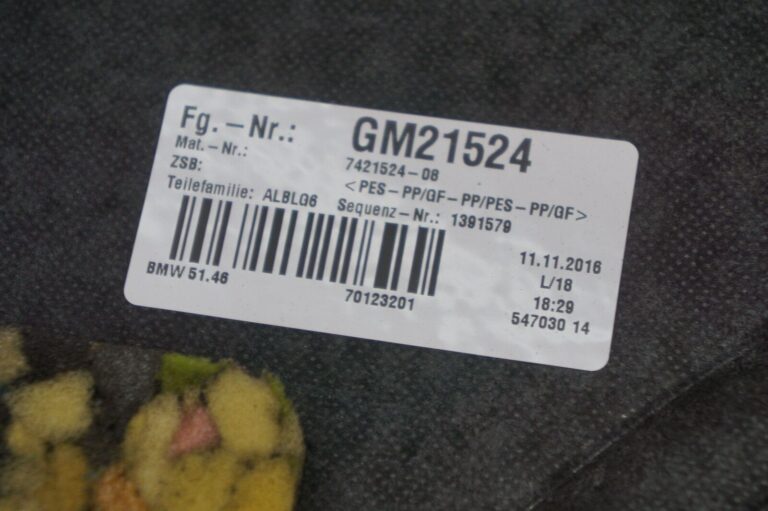 Fg. – Nr.: GM21524
Mat. – Nr.: 7421524–08
ZSB: <PES–PP/GF–PP/PES–PP/GF>
Teilefamilie: ALBLG6 Sequenz–Nr.: 1391579
11.11.2016
L/18
18:29
547030 14
BMW 51.46
70123201